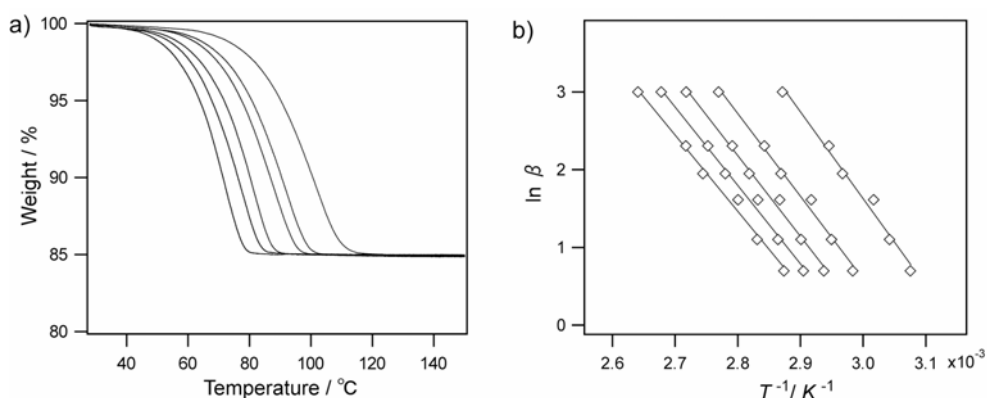 a)
100
95
90
85
80
Weight / %
40 60 80 100 120 140
Temperature / °C
b)
3
2
1
0
ln β
2.6 2.7 2.8 2.9 3.0 3.1 x10⁻³
T⁻¹/ K⁻¹